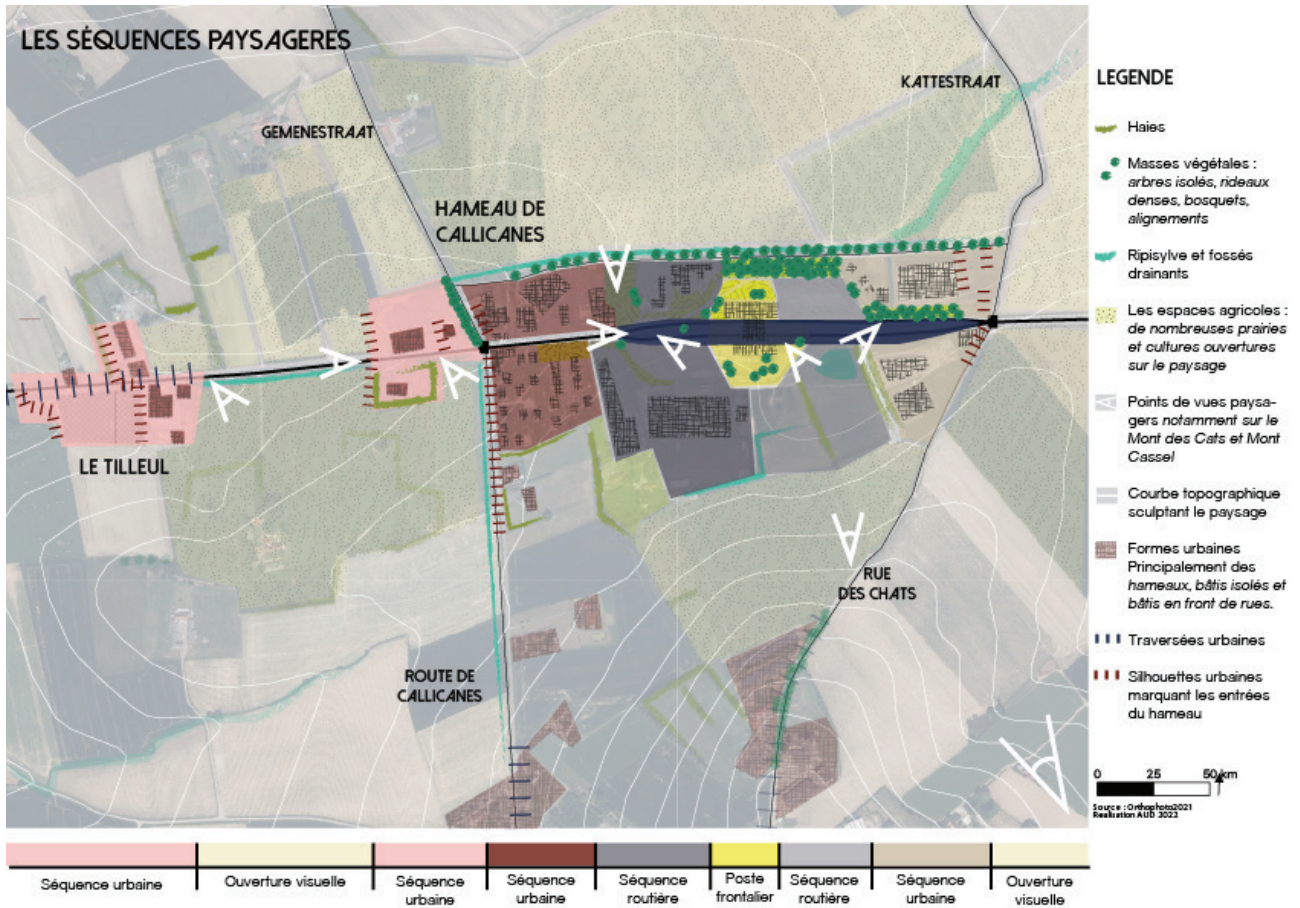 LES SÉQUENCES PAYSAGERES
KATTESTRAAT
GEMENESTRAAT
HAMEAU DE
CALLICANES
LE TILLEUL
RUE
DES CHATS
ROUTE DE
CALLICANES
LEGENDE
Haies
Masses végétales :
arbres isolés, rideaux
denses, bosquets,
alignements
Ripisylve et fossés
drainants
Les espaces agricoles :
de nombreuses prairies
et cultures ouvertures
sur le paysage
Points de vues paysa-
gers notamment sur le
Mont des Cats et Mont
Cassel
Courbe topographique
sculptant le paysage
Formes urbaines
Principalement des
hameaux, bâtis isolés et
bâtis en front de rues.
Traversées urbaines
Silhouettes urbaines
marquant les entrées
du hameau
0 25 50 km
Source : Orthophoto2021
Realisation AUD 2022
Séquence urbaine
Ouverture visuelle
Séquence
urbaine
Séquence
urbaine
Séquence
routière
Poste
frontalier
Séquence
routière
Séquence
urbaine
Ouverture
visuelle